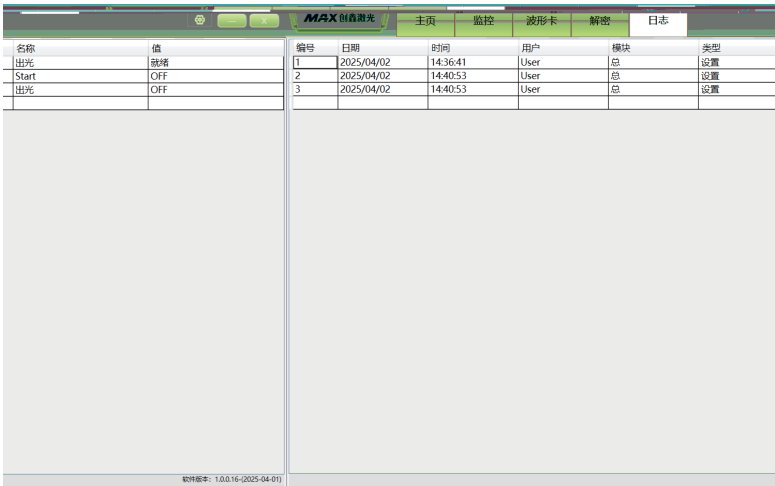 MAX 创鑫激光 主页 监控 波形卡 解密 日志
名称 值 编号 日期 时间 用户 模块 类型
出光 就绪 1 2025/04/02 14:36:41 User 总 设置
Start OFF 2 2025/04/02 14:40:53 User 总 设置
出光 OFF 3 2025/04/02 14:40:53 User 总 设置
软件版本：1.0.0.16-(2025-04-01)